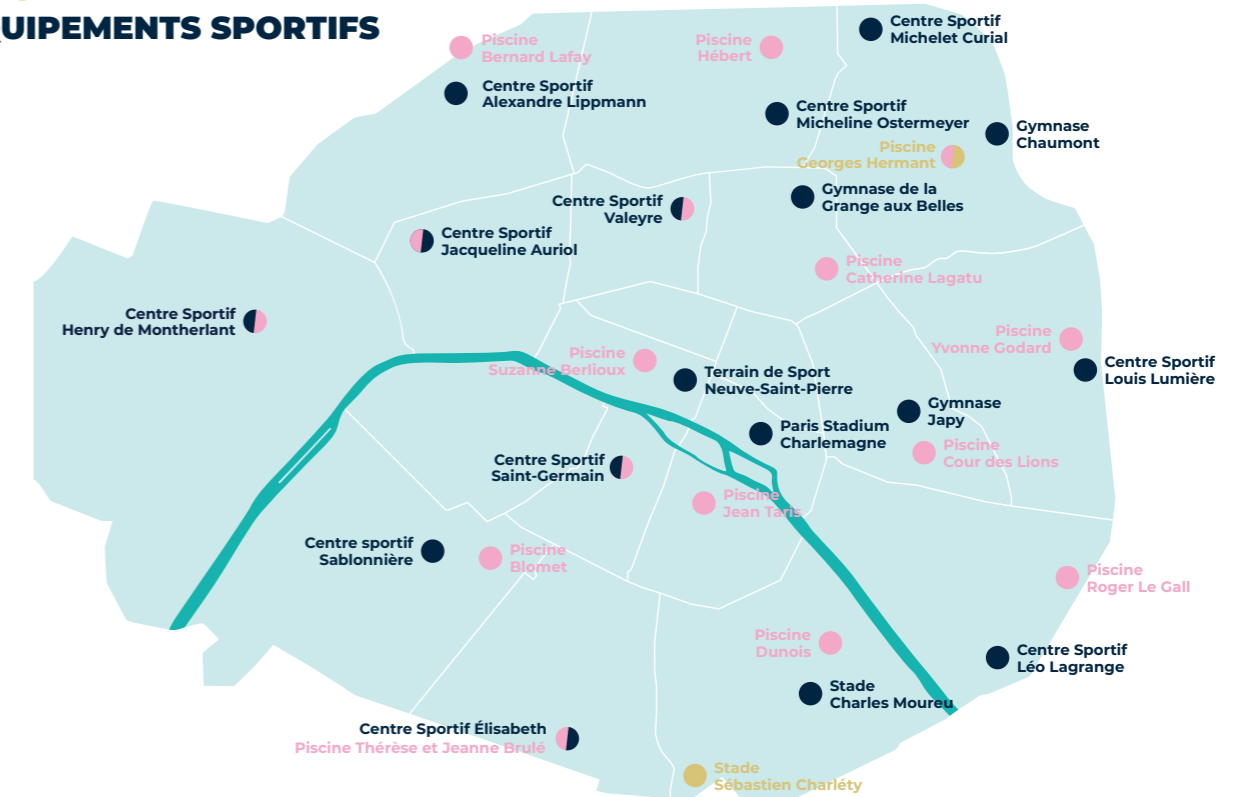 UIPEMENTS SPORTIFS
Centre Sportif
Michelet Curial
Piscine
Bernard Lafay
Piscine
Hébert
Centre Sportif
Alexandre Lippmann
Centre Sportif
Micheline Ostermeyer
Gymnase
Chaumont
Piscine
Georges Hermant
Gymnase de la
Grange aux Belles
Centre Sportif
Valeyre
Centre Sportif
Jacqueline Auriol
Piscine
Catherine Lagatu
Centre Sportif
Henry de Montherlant
Piscine
Yvonne Godard
Piscine
Suzanne Berlioux
Centre Sportif
Louis Lumière
Terrain de Sport
Neuve-Saint-Pierre
Gymnase
Japy
Paris Stadium
Charlemagne
Piscine
Cour des Lions
Centre Sportif
Saint-Germain
Piscine
Jean Taris
Centre sportif
Sablonnière
Piscine
Blomet
Piscine
Roger Le Gall
Piscine
Dunois
Centre Sportif
Léo Lagrange
Stade
Charles Moureu
Centre Sportif Élisabeth
Piscine Thérèse et Jeanne Brulé
Stade
Sébastien Charléty